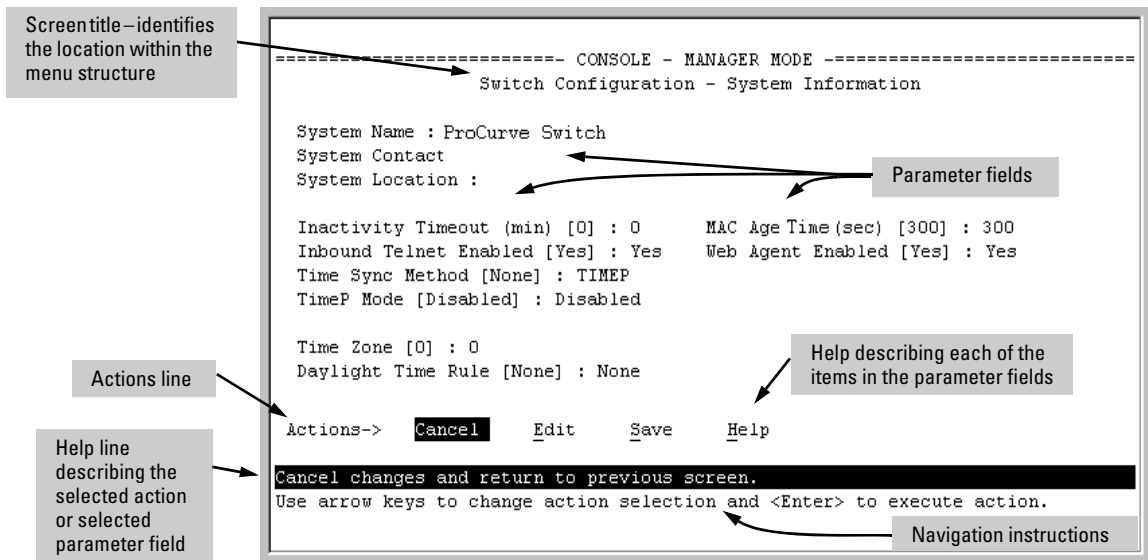 Screen title–identifies
the location within the
menu structure
==========================- CONSOLE - MANAGER MODE -============================
Switch Configuration - System Information
System Name : ProCurve Switch
System Contact
System Location :
Parameter fields
Inactivity Timeout (min) [0] : 0 MAC Age Time (sec) [300] : 300
Inbound Telnet Enabled [Yes] : Yes Web Agent Enabled [Yes] : Yes
Time Sync Method [None] : TIMEP
TimeP Mode [Disabled] : Disabled
Time Zone [0] : 0
Daylight Time Rule [None] : None
Help describing each of the
items in the parameter fields
Actions line
Actions-> Cancel Edit Save Help
Help line
describing the
selected action
or selected
parameter field
Cancel changes and return to previous screen.
Use arrow keys to change action selection and <Enter> to execute action.
Navigation instructions